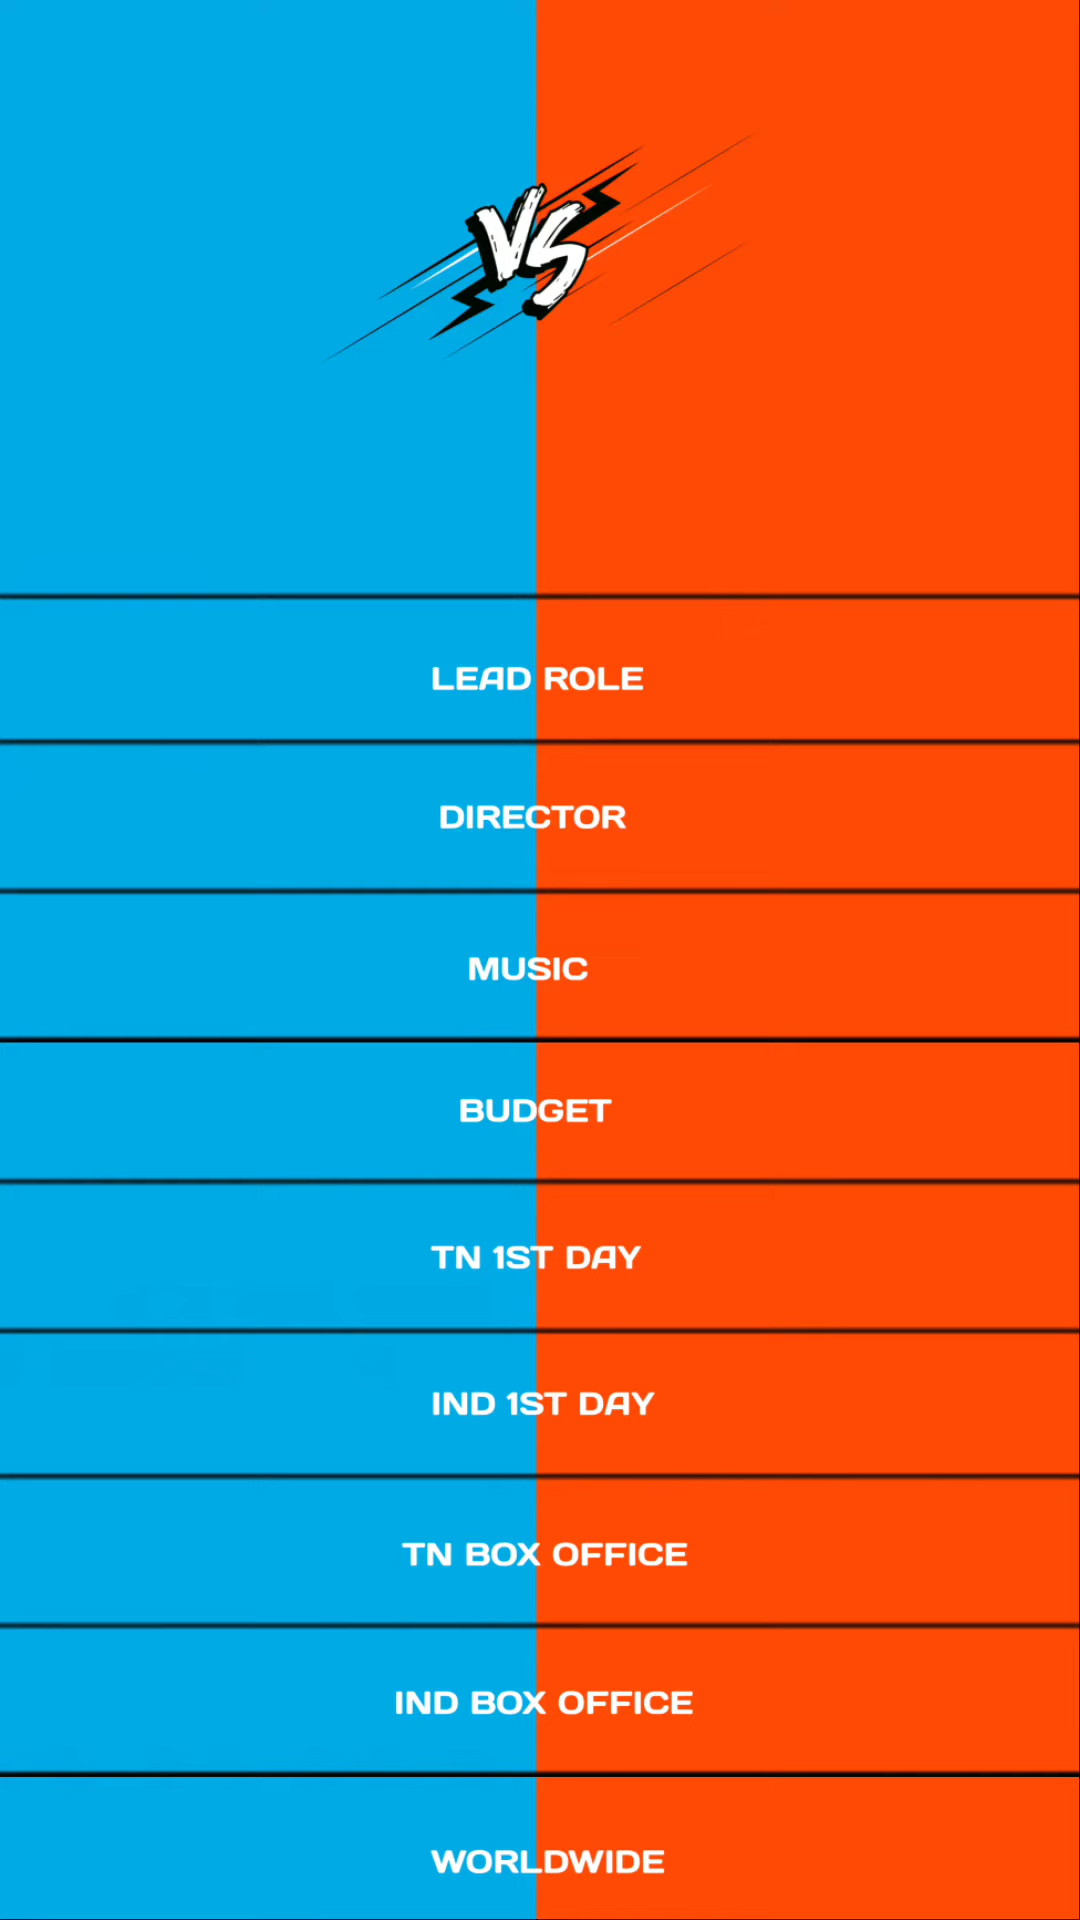 VS
LEAD ROLE
DIRECTOR
MUSIC
BUDGET
TN 1ST DAY
IND 1ST DAY
TN BOX OFFICE
IND BOX OFFICE
WORLDWIDE